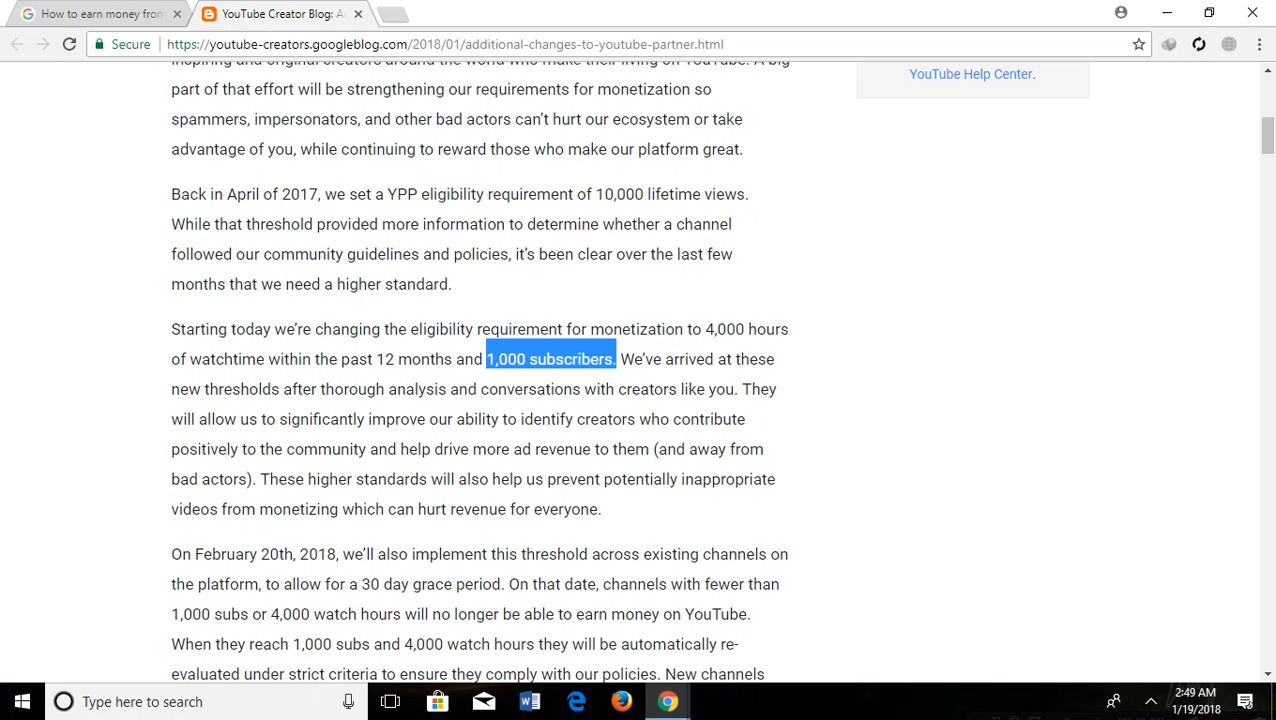 How to earn money from
YouTube Creator Blog: A
Secure
https://youtube-creators.googleblog.com/2018/01/additional-changes-to-youtube-partner.html
inspiring and original creators around the world who make their living on YouTube. A big
YouTube Help Center.
part of that effort will be strengthening our requirements for monetization so
spammers, impersonators, and other bad actors can’t hurt our ecosystem or take
advantage of you, while continuing to reward those who make our platform great.
Back in April of 2017, we set a YPP eligibility requirement of 10,000 lifetime views.
While that threshold provided more information to determine whether a channel
followed our community guidelines and policies, it’s been clear over the last few
months that we need a higher standard.
Starting today we’re changing the eligibility requirement for monetization to 4,000 hours
of watchtime within the past 12 months and 1,000 subscribers. We’ve arrived at these
new thresholds after thorough analysis and conversations with creators like you. They
will allow us to significantly improve our ability to identify creators who contribute
positively to the community and help drive more ad revenue to them (and away from
bad actors). These higher standards will also help us prevent potentially inappropriate
videos from monetizing which can hurt revenue for everyone.
On February 20th, 2018, we’ll also implement this threshold across existing channels on
the platform, to allow for a 30 day grace period. On that date, channels with fewer than
1,000 subs or 4,000 watch hours will no longer be able to earn money on YouTube.
When they reach 1,000 subs and 4,000 watch hours they will be automatically re-
evaluated under strict criteria to ensure they comply with our policies. New channels
Type here to search
2:49 AM
1/19/2018